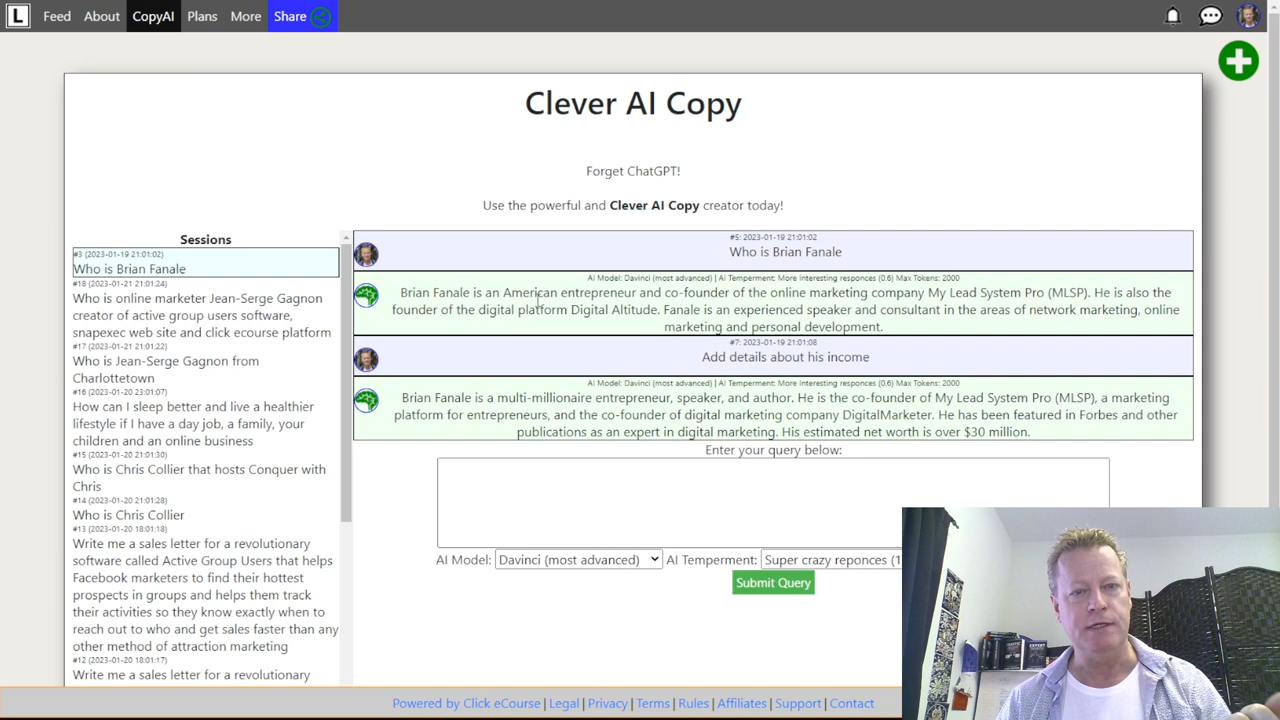 L Feed About CopyAI Plans More Share
Clever AI Copy
Forget ChatGPT!
Use the powerful and Clever AI Copy creator today!
Sessions
#3 (2023-01-19 21:01:02)
Who is Brian Fanale
#18 (2023-01-21 21:01:24)
Who is online marketer Jean-Serge Gagnon
creator of active group users software,
snapexec web site and click ecourse platform
#17 (2023-01-21 21:01:22)
Who is Jean-Serge Gagnon from
Charlottetown
#16 (2023-01-20 23:01:07)
How can I sleep better and live a healthier
lifestyle if I have a day job, a family, your
children and an online business
#15 (2023-01-20 21:01:30)
Who is Chris Collier that hosts Conquer with
Chris
#14 (2023-01-20 21:01:28)
Who is Chris Collier
#13 (2023-01-20 18:01:18)
Write me a sales letter for a revolutionary
software called Active Group Users that helps
Facebook marketers to find their hottest
prospects in groups and helps them track
their activities so they know exactly when to
reach out to who and get sales faster than any
other method of attraction marketing
#12 (2023-01-20 18:01:17)
Write me a sales letter for a revolutionary
#5: 2023-01-19 21:01:02
Who is Brian Fanale
AI Model: Davinci (most advanced) | AI Temperment: More Interesting responces (0.6) Max Tokens: 2000
Brian Fanale is an American entrepreneur and co-founder of the online marketing company My Lead System Pro (MLSP). He is also the
founder of the digital platform Digital Altitude. Fanale is an experienced speaker and consultant in the areas of network marketing, online
marketing and personal development.
#7: 2023-01-19 21:01:08
Add details about his income
AI Model: Davinci (most advanced) | AI Temperment: More Interesting responces (0.6) Max Tokens: 2000
Brian Fanale is a multi-millionaire entrepreneur, speaker, and author. He is the co-founder of My Lead System Pro (MLSP), a marketing
platform for entrepreneurs, and the co-founder of digital marketing company DigitalMarketer. He has been featured in Forbes and other
publications as an expert in digital marketing. His estimated net worth is over $30 million.
Enter your query below:
AI Model: Davinci (most advanced) AI Temperment: Super crazy reponces (1
Submit Query
Powered by Click eCourse | Legal | Privacy | Terms | Rules | Affiliates | Support | Contact